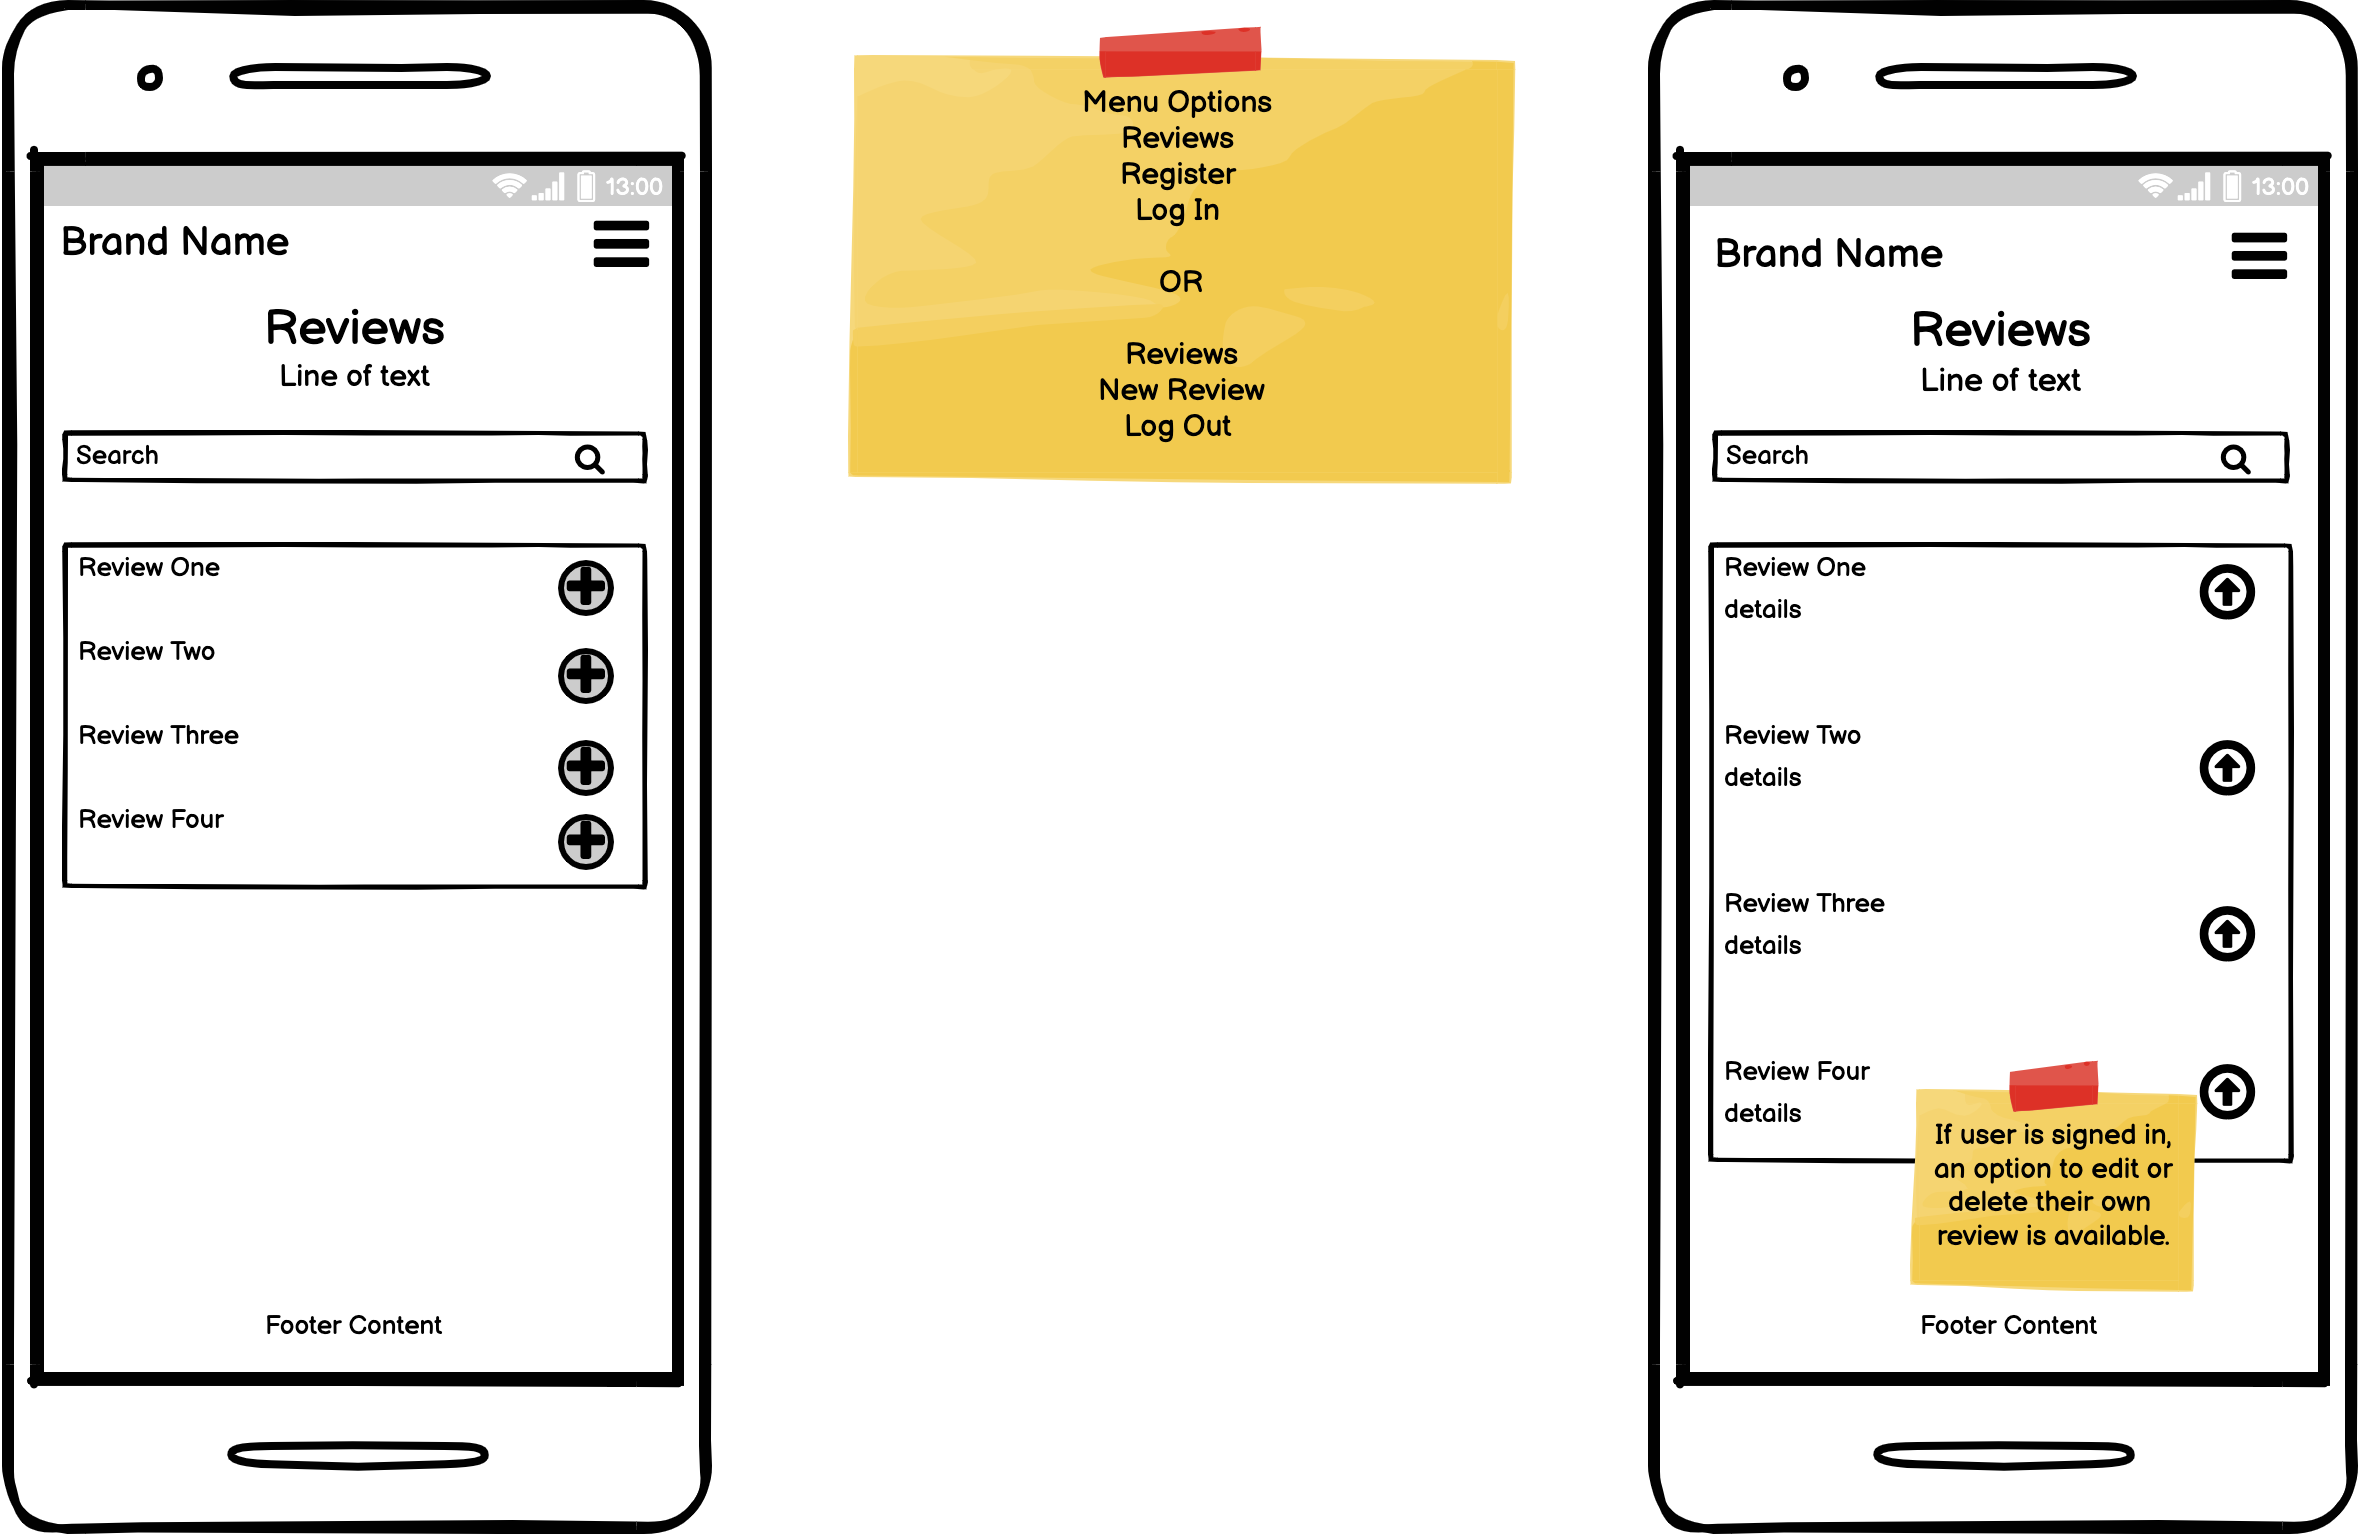 13:00
Brand Name
Reviews
Line of text
Search
Review One
Review Two
Review Three
Review Four
Footer Content
Menu Options
Reviews
Register
Log In
OR
Reviews
New Review
Log Out
13:00
Brand Name
Reviews
Line of text
Search
Review One
details
Review Two
details
Review Three
details
Review Four
details
If user is signed in,
an option to edit or
delete their own
review is available.
Footer Content